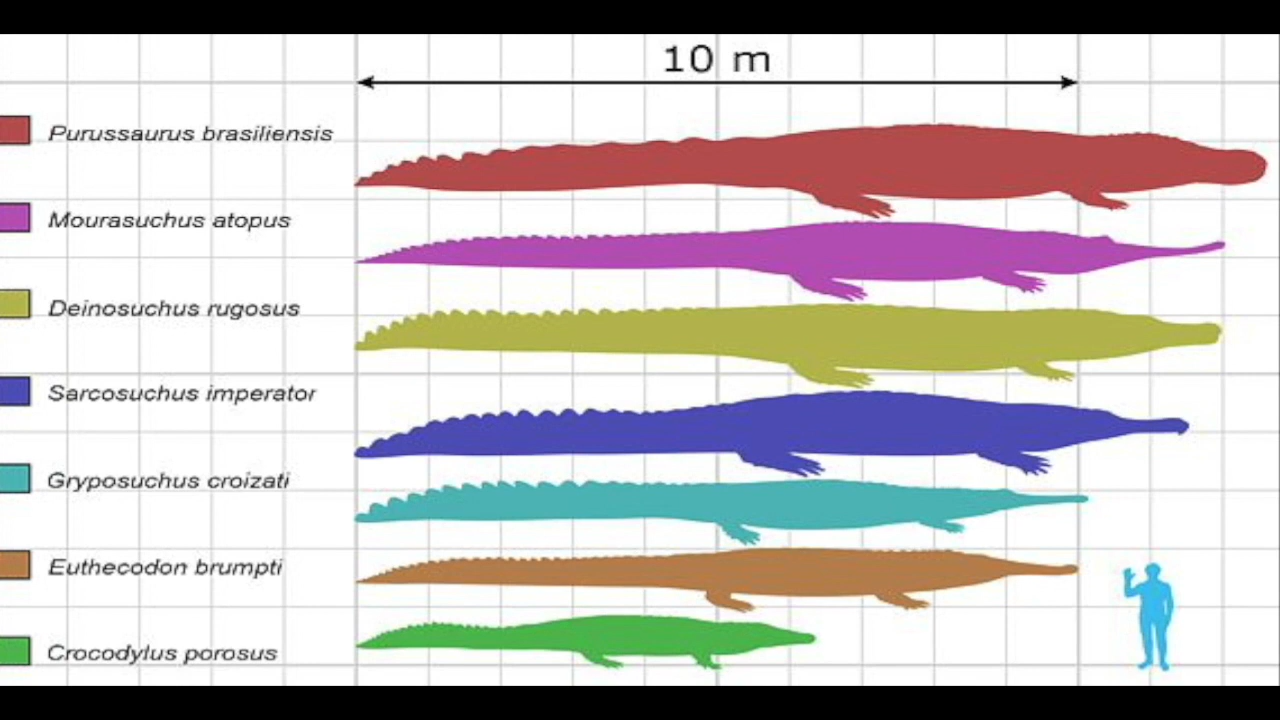 10 m
Purussaurus brasiliensis
Mourasuchus atopus
Deinosuchus rugosus
Sarcosuchus imperator
Gryposuchus croizati
Euthecodon brumpti
Crocodylus porosus